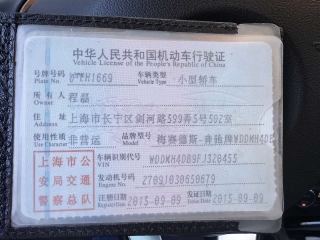 中华人民共和国机动车行驶证
Vehicle License of the People's Republic of China
号牌号码 1669 车辆类型 小型轿车
Plate No. Vehicle Type
所有人 程磊
Owner
住址 上海市长宁区剑河路599弄5号502室
Address
使用性质 非营运 品牌型号 梅赛德斯-奔驰牌WDDMH4DB
Use Character Model
上海市公 车辆识别代号 WDDMH4DB9FJ320455
VIN
安局交通 发动机号码 27091030650679
Engine No.
警察总队 注册日期 2015-09-09 发证日期 2015-09-09
Register Date Issue Date